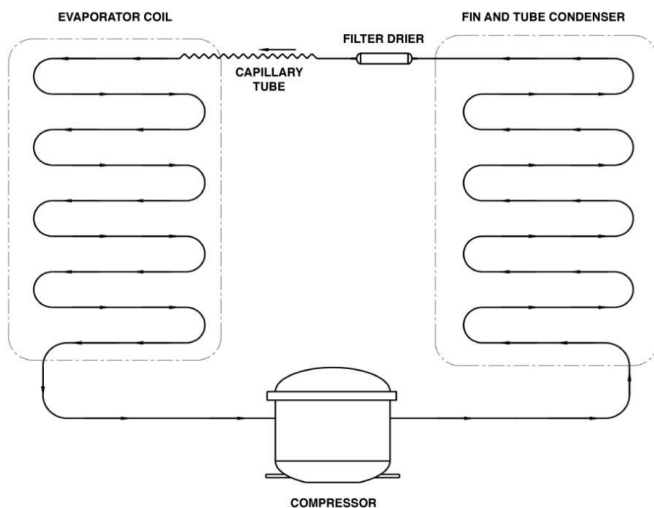 EVAPORATOR COIL
FILTER DRIER
FIN AND TUBE CONDENSER
CAPILLARY
TUBE
COMPRESSOR